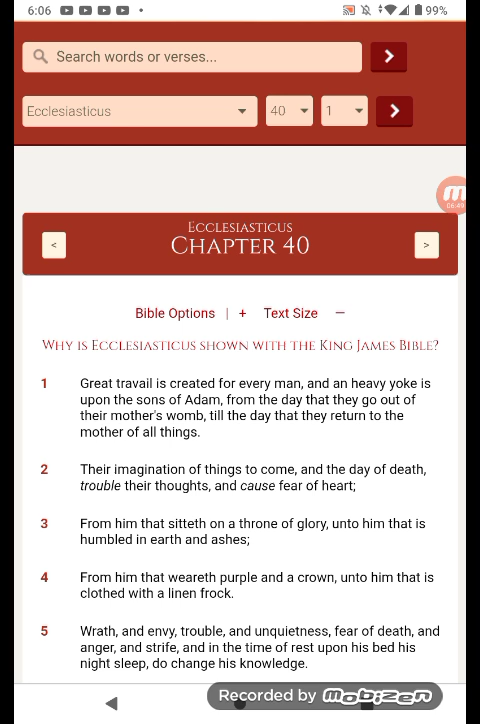 6:06
99%
Search words or verses...
Ecclesiasticus 40 1
06:49
Ecclesiasticus
Chapter 40
< >
Bible Options | + Text Size —
Why is Ecclesiasticus shown with the King James Bible?
1 Great travail is created for every man, and an heavy yoke is
upon the sons of Adam, from the day that they go out of
their mother's womb, till the day that they return to the
mother of all things.
2 Their imagination of things to come, and the day of death,
trouble their thoughts, and cause fear of heart;
3 From him that sitteth on a throne of glory, unto him that is
humbled in earth and ashes;
4 From him that weareth purple and a crown, unto him that is
clothed with a linen frock.
5 Wrath, and envy, trouble, and unquietness, fear of death, and
anger, and strife, and in the time of rest upon his bed his
night sleep, do change his knowledge.
Recorded by mobizen